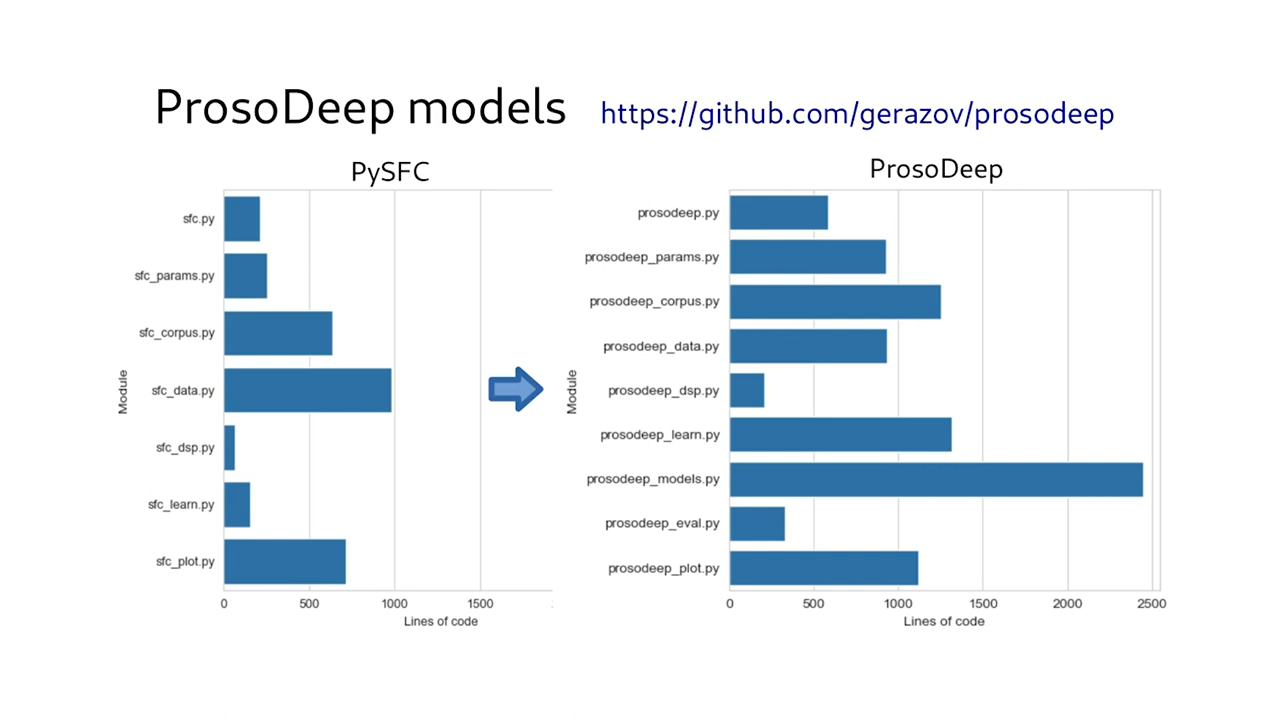 ProsoDeep models
https://github.com/gerazov/prosodeep
PySFC
sfc.py
sfc_params.py
sfc_corpus.py
sfc_data.py
sfc_dsp.py
sfc_learn.py
sfc_plot.py
Module
0 500 1000 1500
Lines of code
ProsoDeep
prosodeep.py
prosodeep_params.py
prosodeep_corpus.py
prosodeep_data.py
prosodeep_dsp.py
prosodeep_learn.py
prosodeep_models.py
prosodeep_eval.py
prosodeep_plot.py
Module
0 500 1000 1500 2000 2500
Lines of code